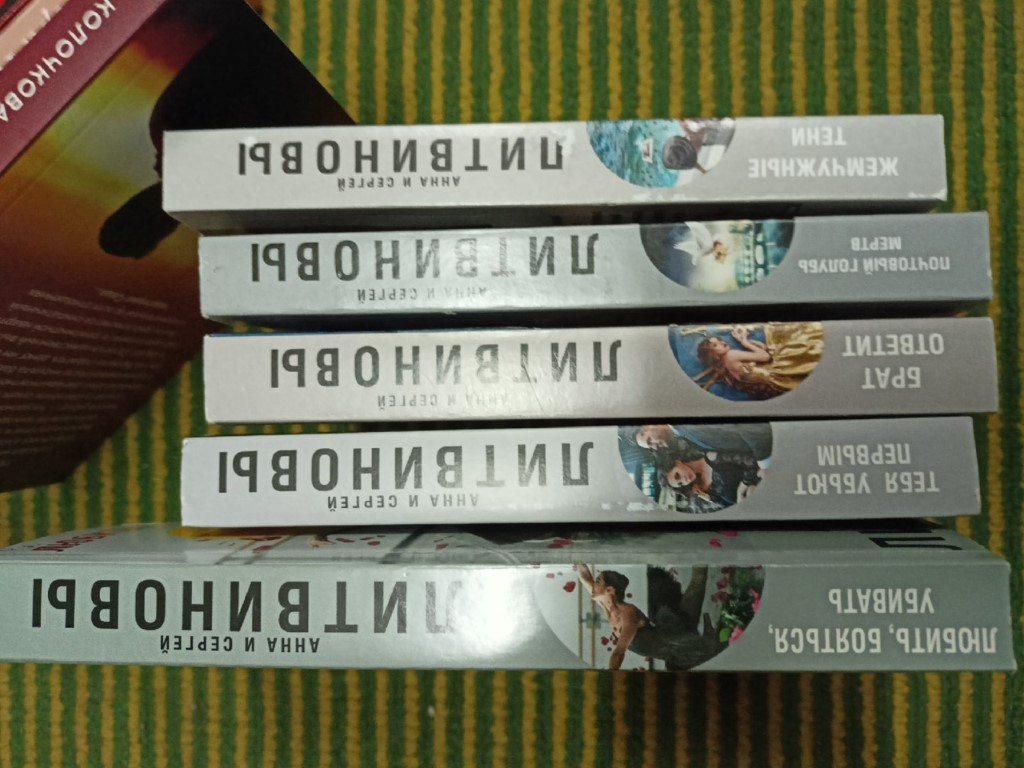 КОЛОЧКОВА
ЖЕМЧУЖНЫЕ
ТЕНИ
АННА И СЕРГЕЙ
ЛИТВИНОВЫ
ПОЧТОВЫЙ ГОЛУБЬ
МЕРТВ
АННА И СЕРГЕЙ
ЛИТВИНОВЫ
БРАТ
ОТВЕТИТ
АННА И СЕРГЕЙ
ЛИТВИНОВЫ
ТЕБЯ УБЬЮТ
ПЕРВЫМ
АННА И СЕРГЕЙ
ЛИТВИНОВЫ
ЛЮБИТЬ, БОЯТЬСЯ,
УБИВАТЬ
АННА И СЕРГЕЙ
ЛИТВИНОВЫ